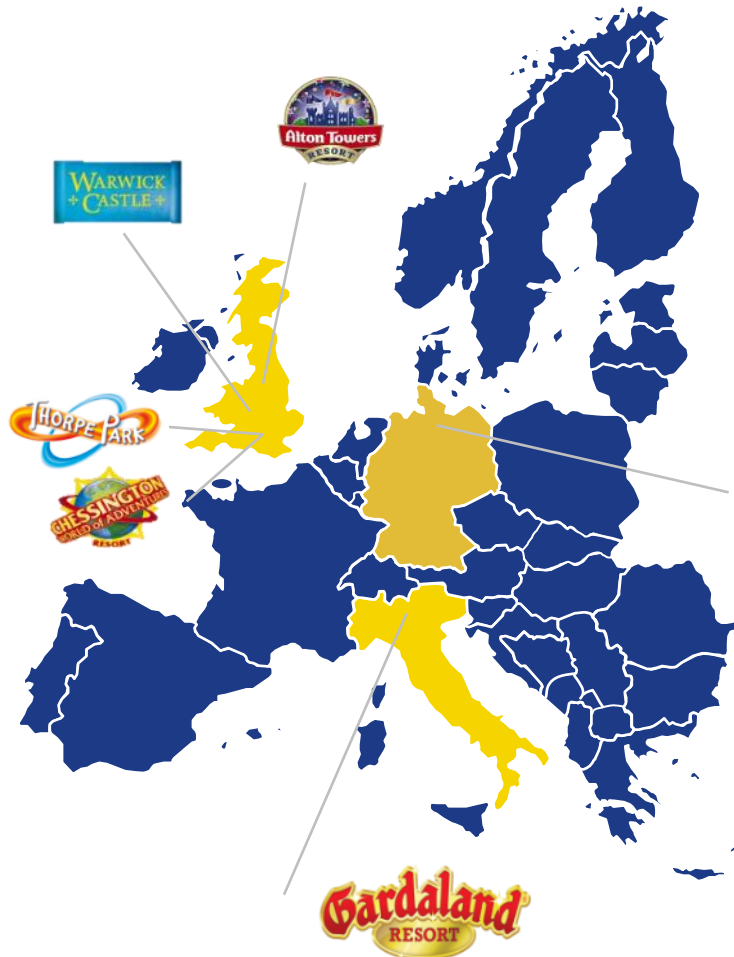 Alton Towers
RESORT
WARWICK
CASTLE
THORPE PARK
CHESSINGTON
WORLD OF ADVENTURES
RESORT
Gardaland
RESORT